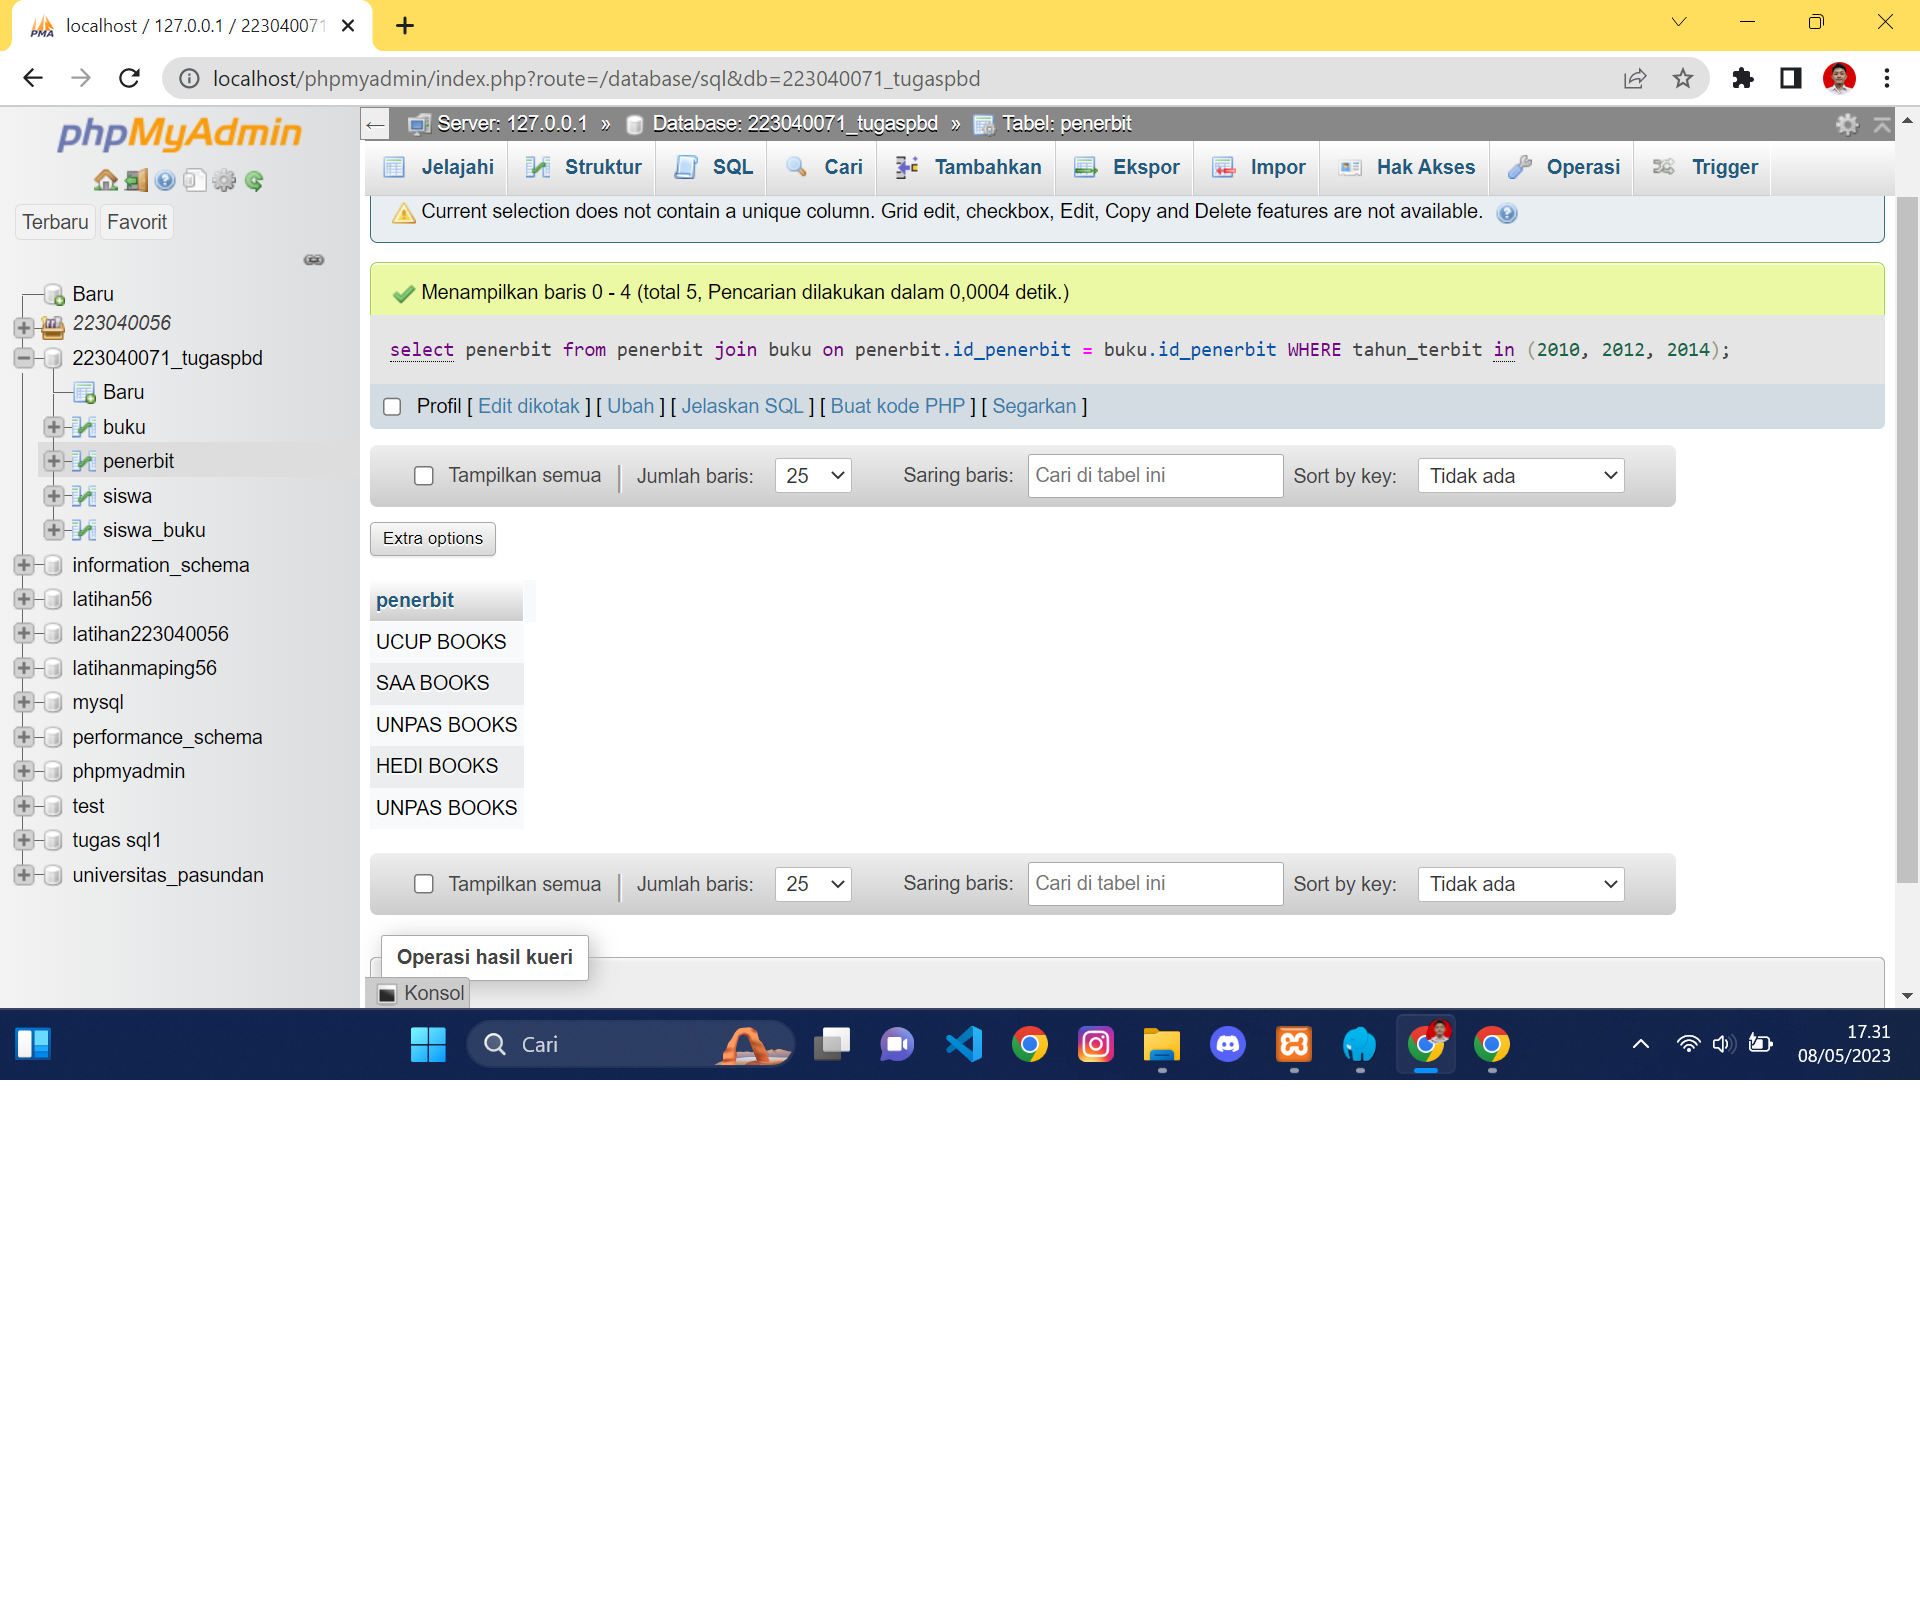 localhost / 127.0.0.1 / 223040071
localhost/phpmyadmin/index.php?route=/database/sql&db=223040071_tugaspbd
phpMyAdmin
Terbaru Favorit
Baru
223040056
223040071_tugaspbd
Baru
buku
penerbit
siswa
siswa_buku
information_schema
latihan56
latihan223040056
latihanmaping56
mysql
performance_schema
phpmyadmin
test
tugas sql1
universitas_pasundan
Server: 127.0.0.1 » Database: 223040071_tugaspbd » Tabel: penerbit
Jelajahi Struktur SQL Cari Tambahkan Ekspor Impor Hak Akses Operasi Trigger
Current selection does not contain a unique column. Grid edit, checkbox, Edit, Copy and Delete features are not available.
Menampilkan baris 0 - 4 (total 5, Pencarian dilakukan dalam 0,0004 detik.)
select penerbit from penerbit join buku on penerbit.id_penerbit = buku.id_penerbit WHERE tahun_terbit in (2010, 2012, 2014);
Profil [ Edit dikotak ] [ Ubah ] [ Jelaskan SQL ] [ Buat kode PHP ] [ Segarkan ]
Tampilkan semua | Jumlah baris: 25 Saring baris: Cari di tabel ini Sort by key: Tidak ada
Extra options
penerbit
UCUP BOOKS
SAA BOOKS
UNPAS BOOKS
HEDI BOOKS
UNPAS BOOKS
Tampilkan semua | Jumlah baris: 25 Saring baris: Cari di tabel ini Sort by key: Tidak ada
Operasi hasil kueri
Konsol
Cari
17.31
08/05/2023